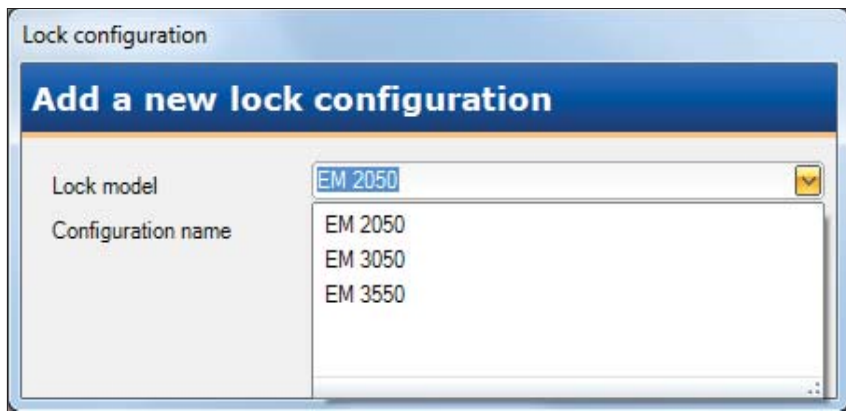 Lock configuration
Add a new lock configuration
Lock model EM 2050
Configuration name EM 2050
EM 3050
EM 3550